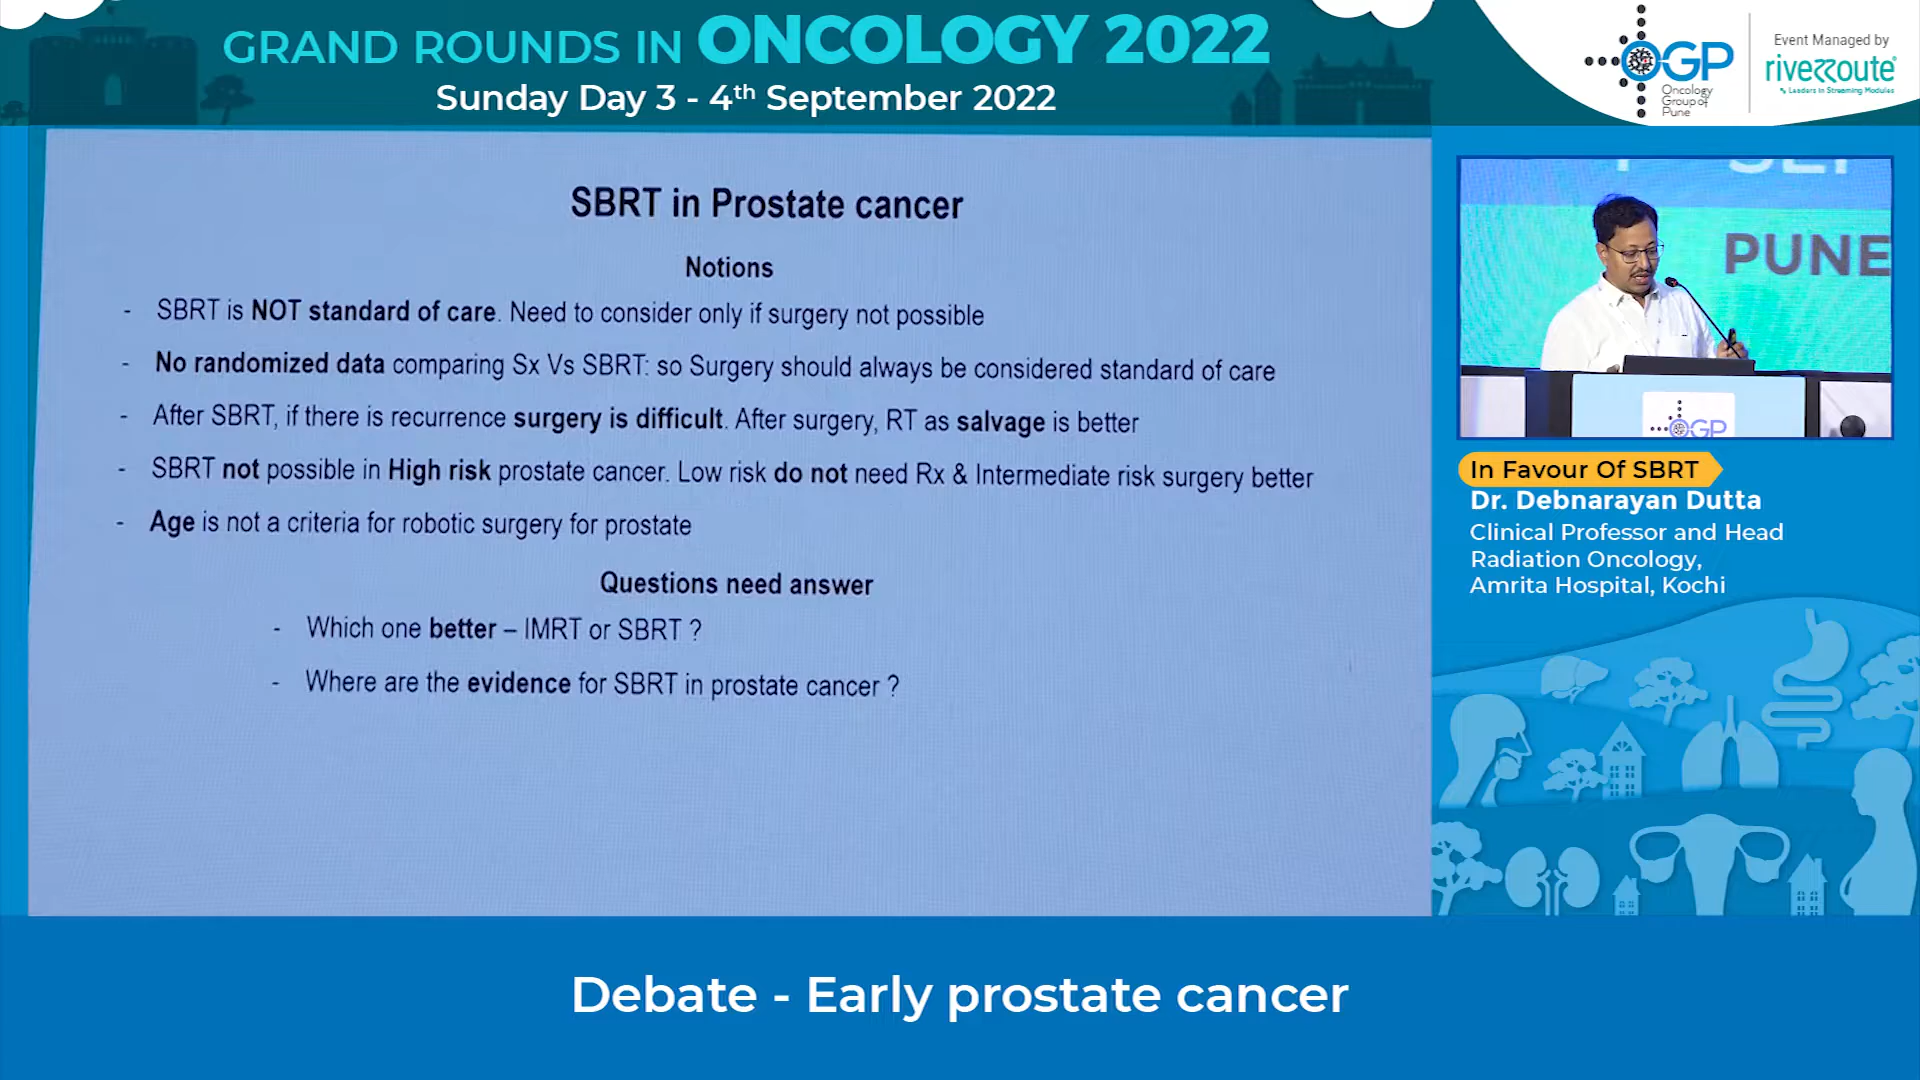 GRAND ROUNDS IN ONCOLOGY 2022
Sunday Day 3 - 4th September 2022
OGP
Oncology
Group of
Pune
Event Managed by
riveRRoute
Leaders in Streaming Modules
SBRT in Prostate cancer
Notions
- SBRT is NOT standard of care. Need to consider only if surgery not possible
- No randomized data comparing Sx Vs SBRT: so Surgery should always be considered standard of care
- After SBRT, if there is recurrence surgery is difficult. After surgery, RT as salvage is better
- SBRT not possible in High risk prostate cancer. Low risk do not need Rx & Intermediate risk surgery better
- Age is not a criteria for robotic surgery for prostate
Questions need answer
- Which one better – IMRT or SBRT ?
- Where are the evidence for SBRT in prostate cancer ?
PUNE
OGP
In Favour Of SBRT
Dr. Debnarayan Dutta
Clinical Professor and Head
Radiation Oncology,
Amrita Hospital, Kochi
Debate - Early prostate cancer